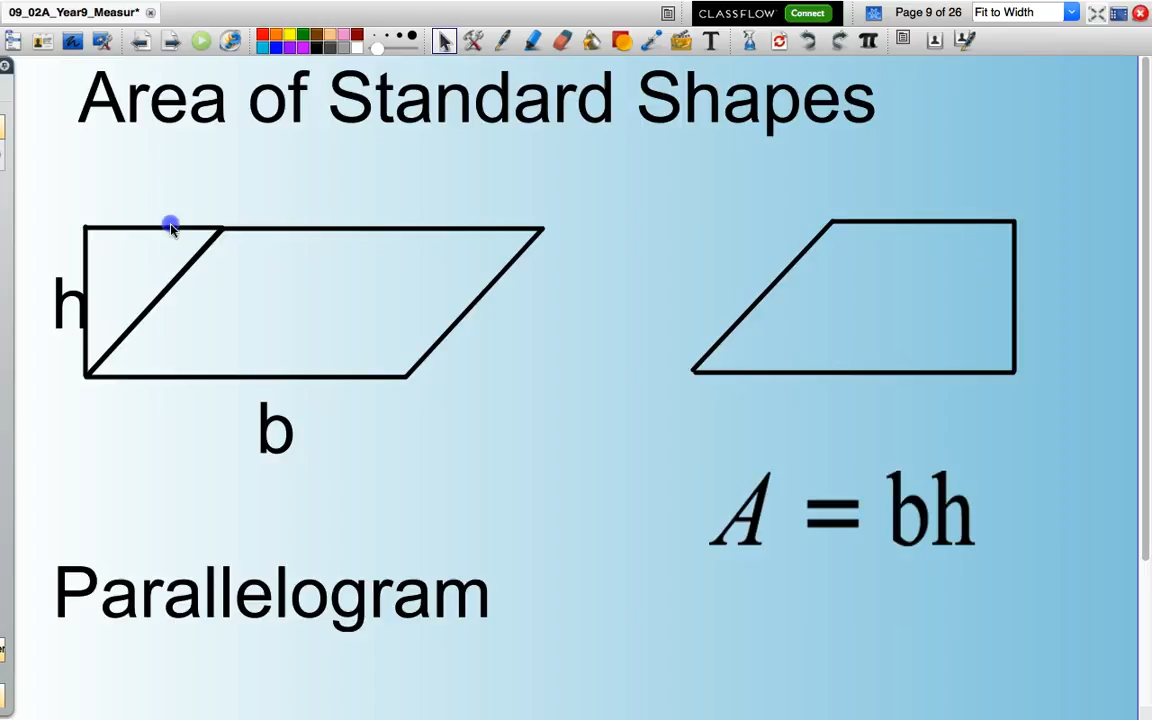 09_02A_Year9_Measur*
CLASSFLOW Connect
Page 9 of 26
Fit to Width
T
π
Area of Standard Shapes
h
b
A = bh
Parallelogram